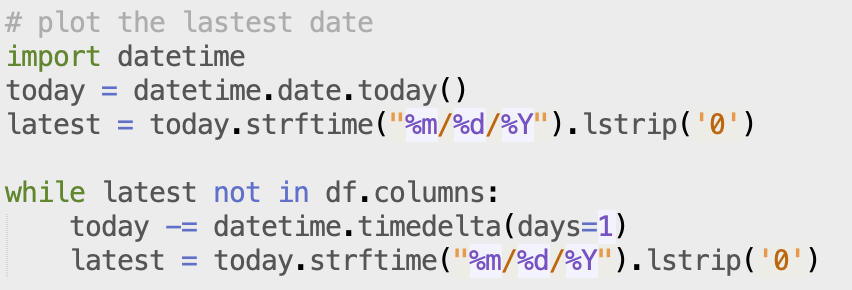 # plot the lastest date
import datetime
today = datetime.date.today()
latest = today.strftime("%m/%d/%Y").lstrip('0')
while latest not in df.columns:
today -= datetime.timedelta(days=1)
latest = today.strftime("%m/%d/%Y").lstrip('0')